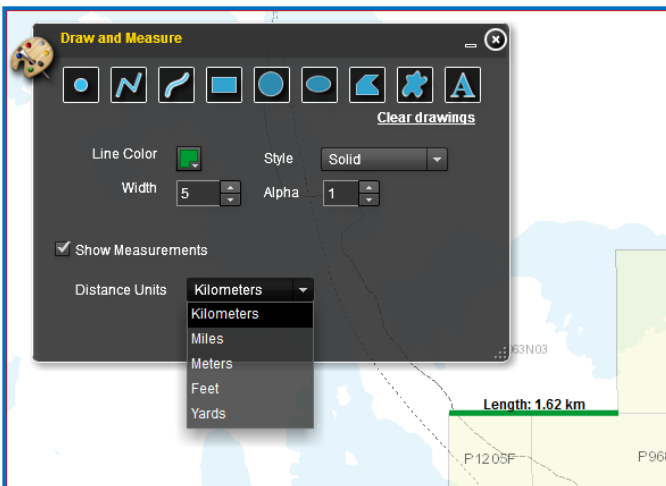 Draw and Measure
A
Clear drawings
Line Color
Style
Solid
Width
5
Alpha
1
Show Measurements
Distance Units
Kilometers
Kilometers
Miles
Meters
Feet
Yards
63N03
Length: 1.62 km
P1205F
P968